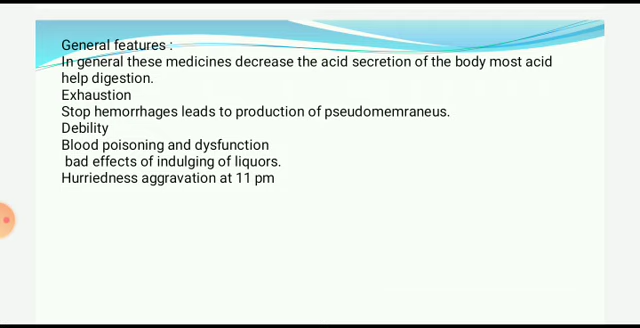 General features :
In general these medicines decrease the acid secretion of the body most acid
help digestion.
Exhaustion
Stop hemorrhages leads to production of pseudomemraneus.
Debility
Blood poisoning and dysfunction
bad effects of indulging of liquors.
Hurriedness aggravation at 11 pm